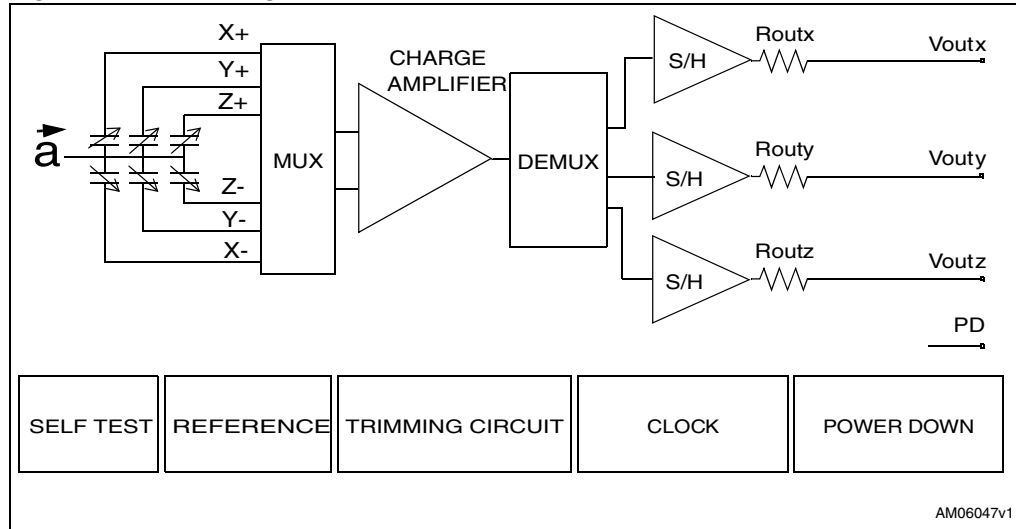 X+
Y+
Z+
a
Z-
Y-
X-
MUX
CHARGE
AMPLIFIER
DEMUX
S/H
Routx
Voutx
S/H
Routy
Vouty
S/H
Routz
Voutz
PD
SELF TEST
REFERENCE
TRIMMING CIRCUIT
CLOCK
POWER DOWN
AM06047v1